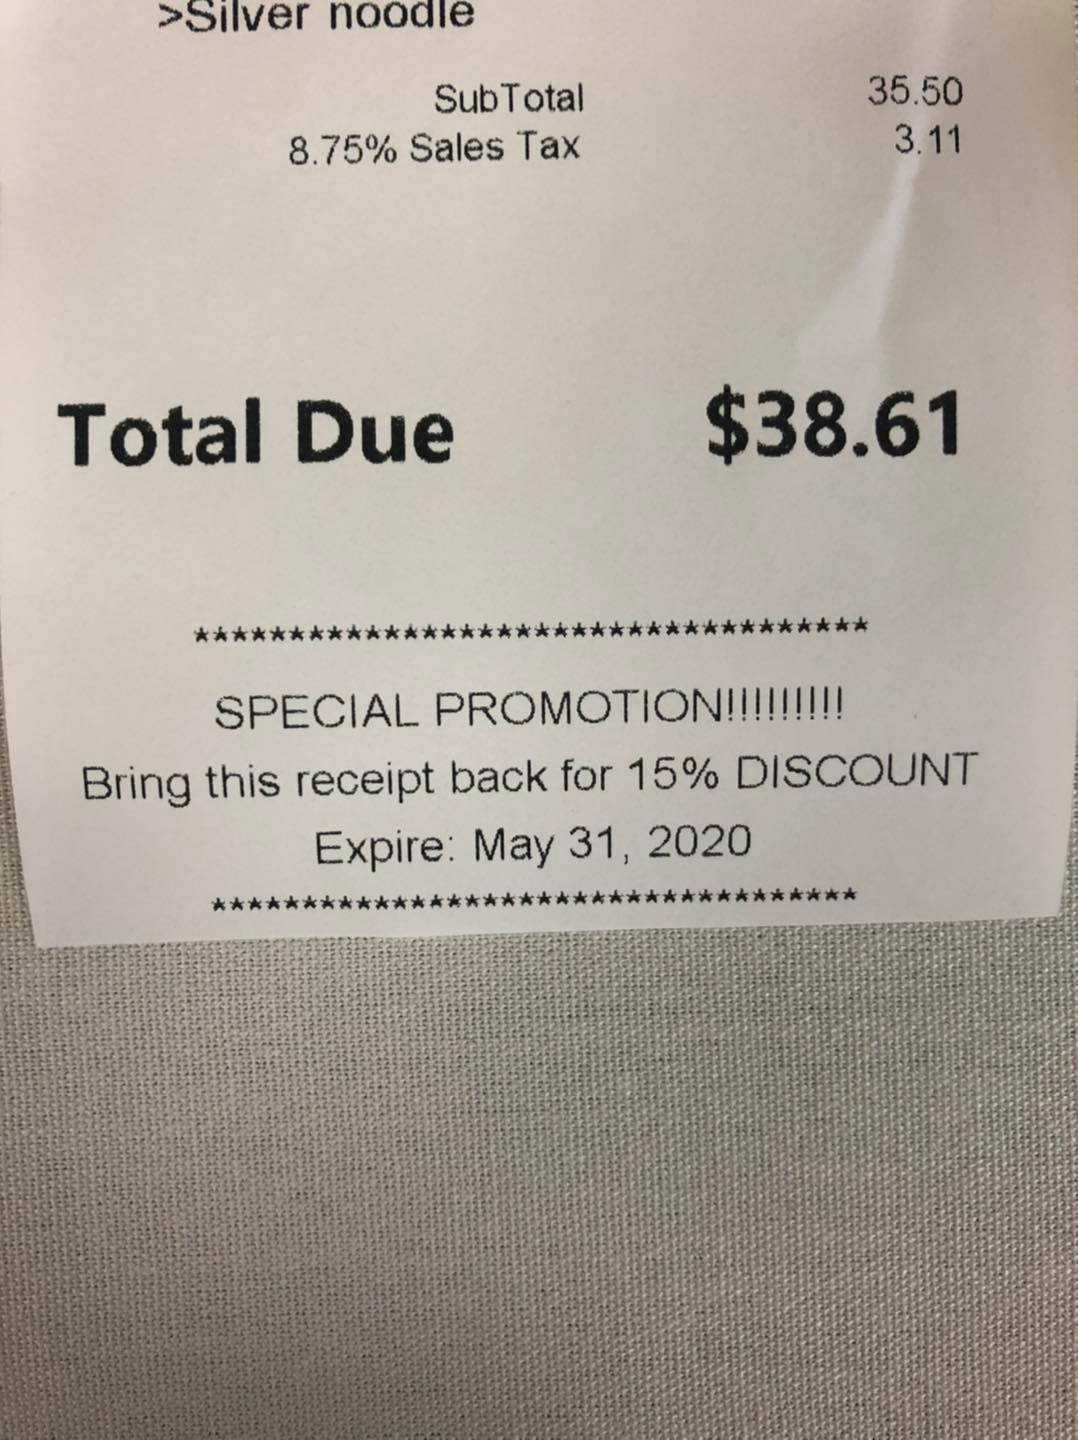 >Silver noodle
SubTotal 35.50
8.75% Sales Tax 3.11
Total Due $38.61
************************************
SPECIAL PROMOTION!!!!!!!!!
Bring this receipt back for 15% DISCOUNT
Expire: May 31, 2020
************************************